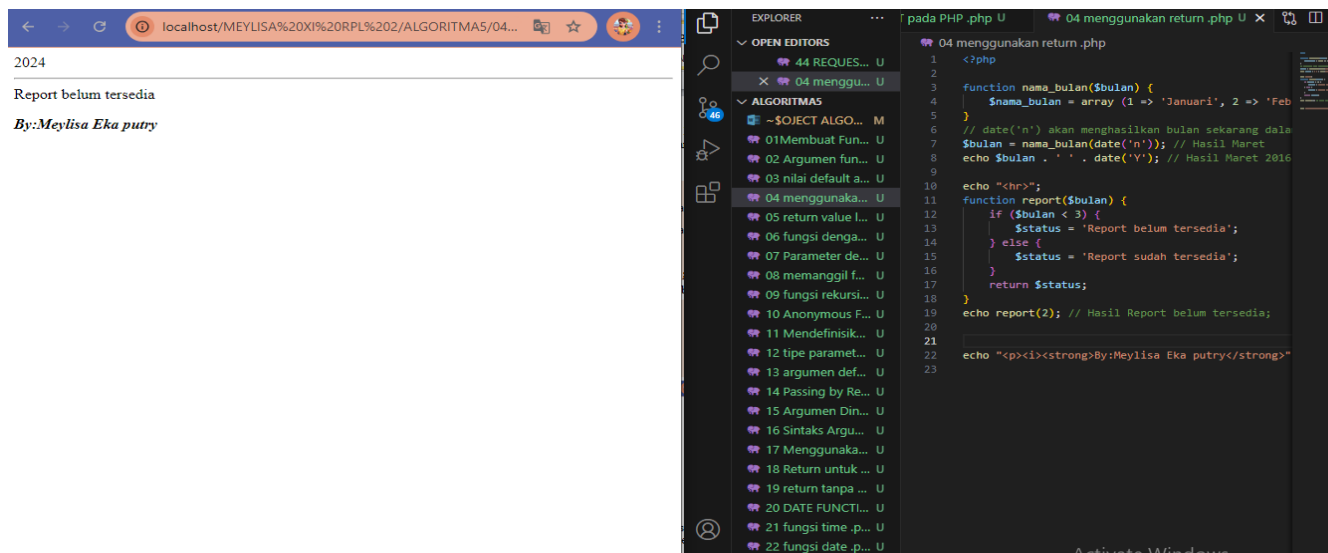 localhost/MEYLISA%20XI%20RPL%202/ALGORITMA5/04...
2024
Report belum tersedia
By:Meylisa Eka putry
EXPLORER ...
OPEN EDITORS
44 REQUES... U
04 menggu... U
ALGORITMA5
~$OJECT ALGO... M
01Membuat Fun... U
02 Argumen fun... U
03 nilai default a... U
04 menggunaka... U
05 return value l... U
06 fungsi denga... U
07 Parameter de... U
08 memanggil f... U
09 fungsi rekursi... U
10 Anonymous F... U
11 Mendefinisik... U
12 tipe paramet... U
13 argumen def... U
14 Passing by Re... U
15 Argumen Din... U
16 Sintaks Argu... U
17 Menggunaka... U
18 Return untuk ... U
19 return tanpa ... U
20 DATE FUNCTI... U
21 fungsi time .p... U
22 fungsi date .p... U
46
T pada PHP .php U
04 menggunakan return .php U
04 menggunakan return .php
1 <?php
2
3 function nama_bulan($bulan) {
4 $nama_bulan = array (1 => 'Januari', 2 => 'Feb
5 }
6 // date('n') akan menghasilkan bulan sekarang dala
7 $bulan = nama_bulan(date('n')); // Hasil Maret
8 echo $bulan . ' ' . date('Y'); // Hasil Maret 2016
9
10 echo "<hr>";
11 function report($bulan) {
12 if ($bulan < 3) {
13 $status = 'Report belum tersedia';
14 } else {
15 $status = 'Report sudah tersedia';
16 }
17 return $status;
18 }
19 echo report(2); // Hasil Report belum tersedia;
20
21
22 echo "<p><i><strong>By:Meylisa Eka putry</strong>"
23
Activate Windows